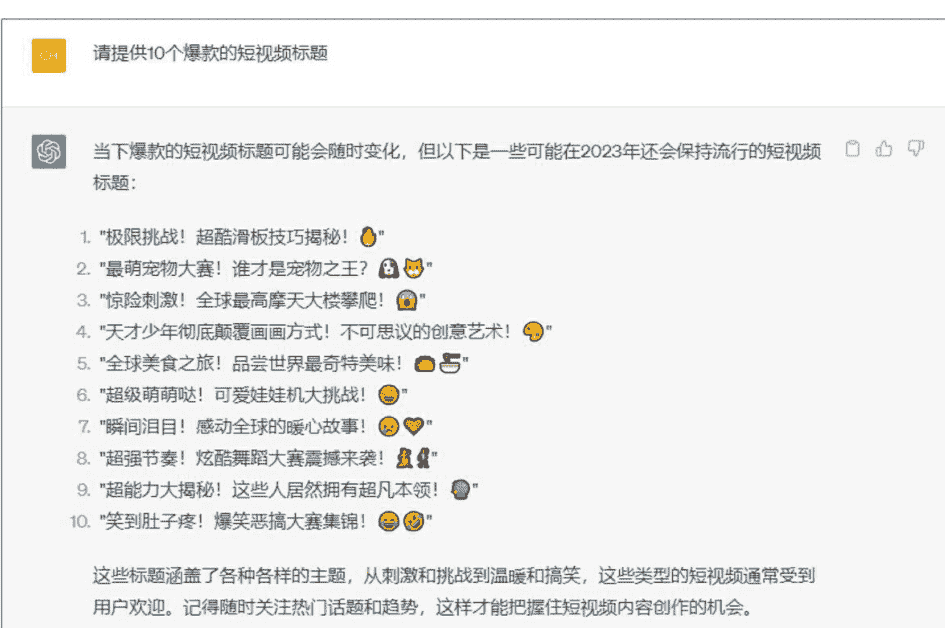 请提供10个爆款的短视频标题
当下爆款的短视频标题可能会随时变化，但以下是一些可能在2023年还会保持流行的短视频
标题：
1. "极限挑战！超酷滑板技巧揭秘！🔥"
2. "最萌宠物大赛！谁才是宠物之王？🐶🐱"
3. "惊险刺激！全球最高摩天大楼攀爬！😱"
4. "天才少年彻底颠覆画画方式！不可思议的创意艺术！🎨"
5. "全球美食之旅！品尝世界最奇特美味！🌮🍜"
6. "超级萌萌哒！可爱娃娃机大挑战！😄"
7. "瞬间泪目！感动全球的暖心故事！😢❤️"
8. "超强节奏！炫酷舞蹈大赛震撼来袭！💃🕺"
9. "超能力大揭秘！这些人居然拥有超凡本领！🔮"
10. "笑到肚子疼！爆笑恶搞大赛集锦！😂🤣"
这些标题涵盖了各种各样的主题，从刺激和挑战到温暖和搞笑，这些类型的短视频通常受到
用户欢迎。记得随时关注热门话题和趋势，这样才能把握住短视频内容创作的机会。